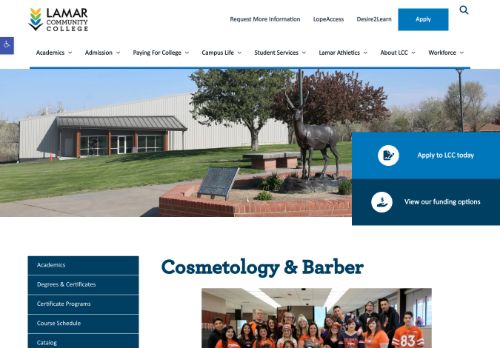 LAMAR
COMMUNITY
COLLEGE
Request More Information
LopeAccess
Desire2Learn
Apply
Academics
Admission
Paying For College
Campus Life
Student Services
Lamar Athletics
About LCC
Workforce
Apply to LCC today
View our funding options
Academics
Degrees & Certificates
Certificate Programs
Course Schedule
Catalog
Cosmetology & Barber
83